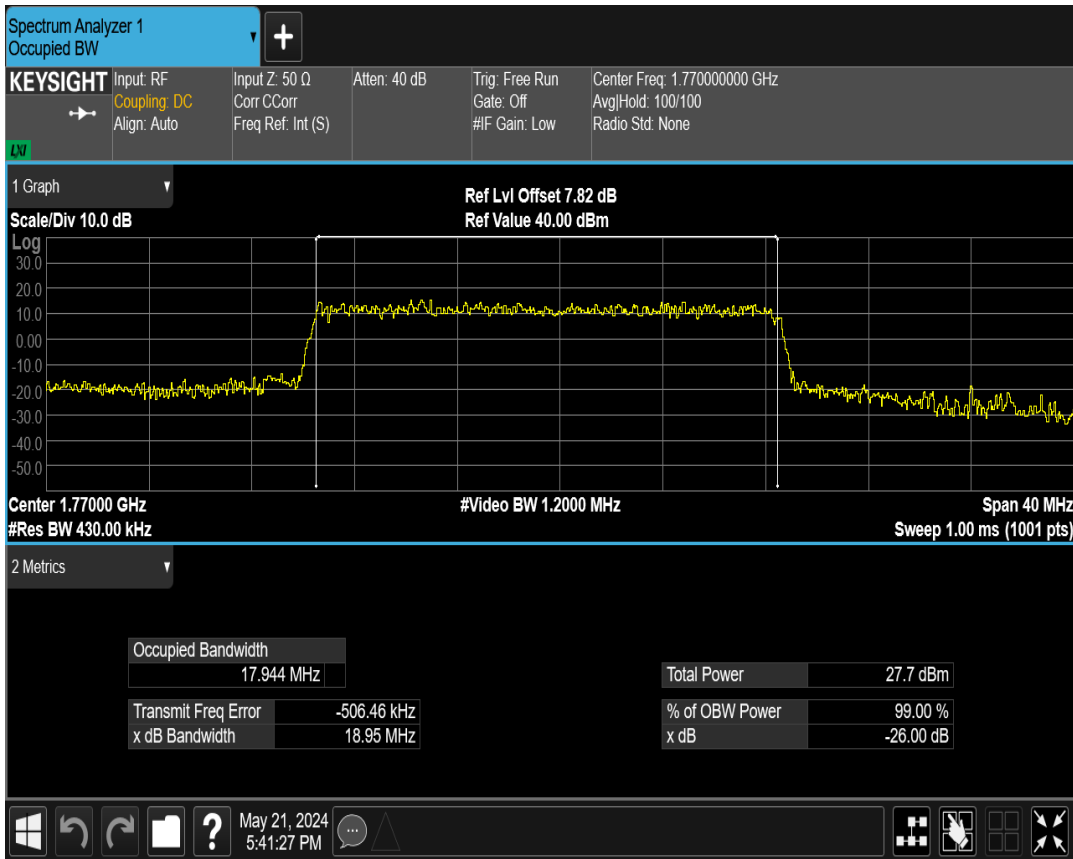 Spectrum Analyzer 1
Occupied BW
KEYSIGHT
LXI
Input: RF
Coupling: DC
Align: Auto
Input Z: 50 Ω
Corr CCorr
Freq Ref: Int (S)
Atten: 40 dB
Trig: Free Run
Gate: Off
#IF Gain: Low
Center Freq: 1.770000000 GHz
Avg|Hold: 100/100
Radio Std: None
1 Graph
Scale/Div 10.0 dB
Ref Lvl Offset 7.82 dB
Ref Value 40.00 dBm
Log
30.0
20.0
10.0
0.00
-10.0
-20.0
-30.0
-40.0
-50.0
Center 1.77000 GHz
#Video BW 1.2000 MHz
Span 40 MHz
#Res BW 430.00 kHz
Sweep 1.00 ms (1001 pts)
2 Metrics
Occupied Bandwidth
17.944 MHz
Total Power 27.7 dBm
Transmit Freq Error -506.46 kHz
% of OBW Power 99.00 %
x dB Bandwidth 18.95 MHz
x dB -26.00 dB
May 21, 2024
5:41:27 PM